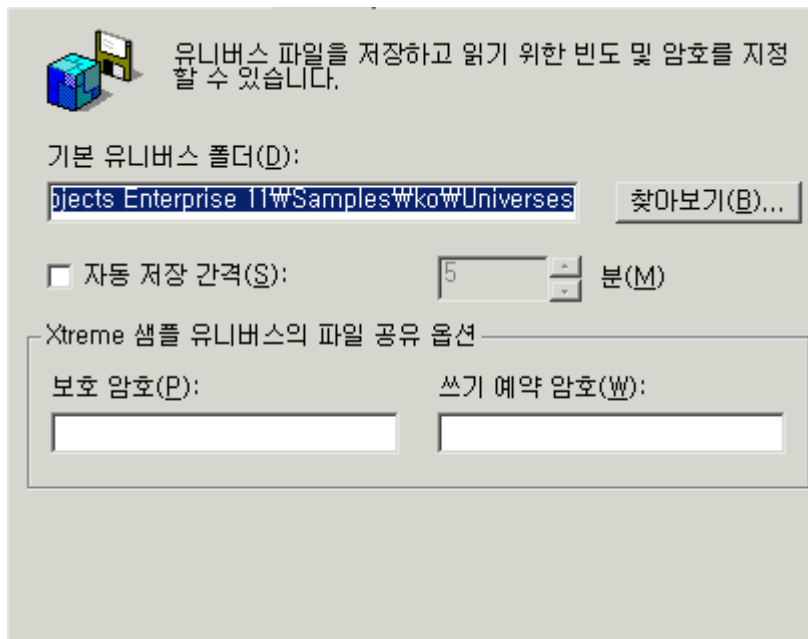 유니버스 파일을 저장하고 읽기 위한 빈도 및 암호를 지정
할 수 있습니다.
기본 유니버스 폴더(D):
bjects Enterprise 11₩Samples₩ko₩Universes
찾아보기(B)...
자동 저장 간격(S): 5 분(M)
Xtreme 샘플 유니버스의 파일 공유 옵션
보호 암호(P): 쓰기 예약 암호(W):